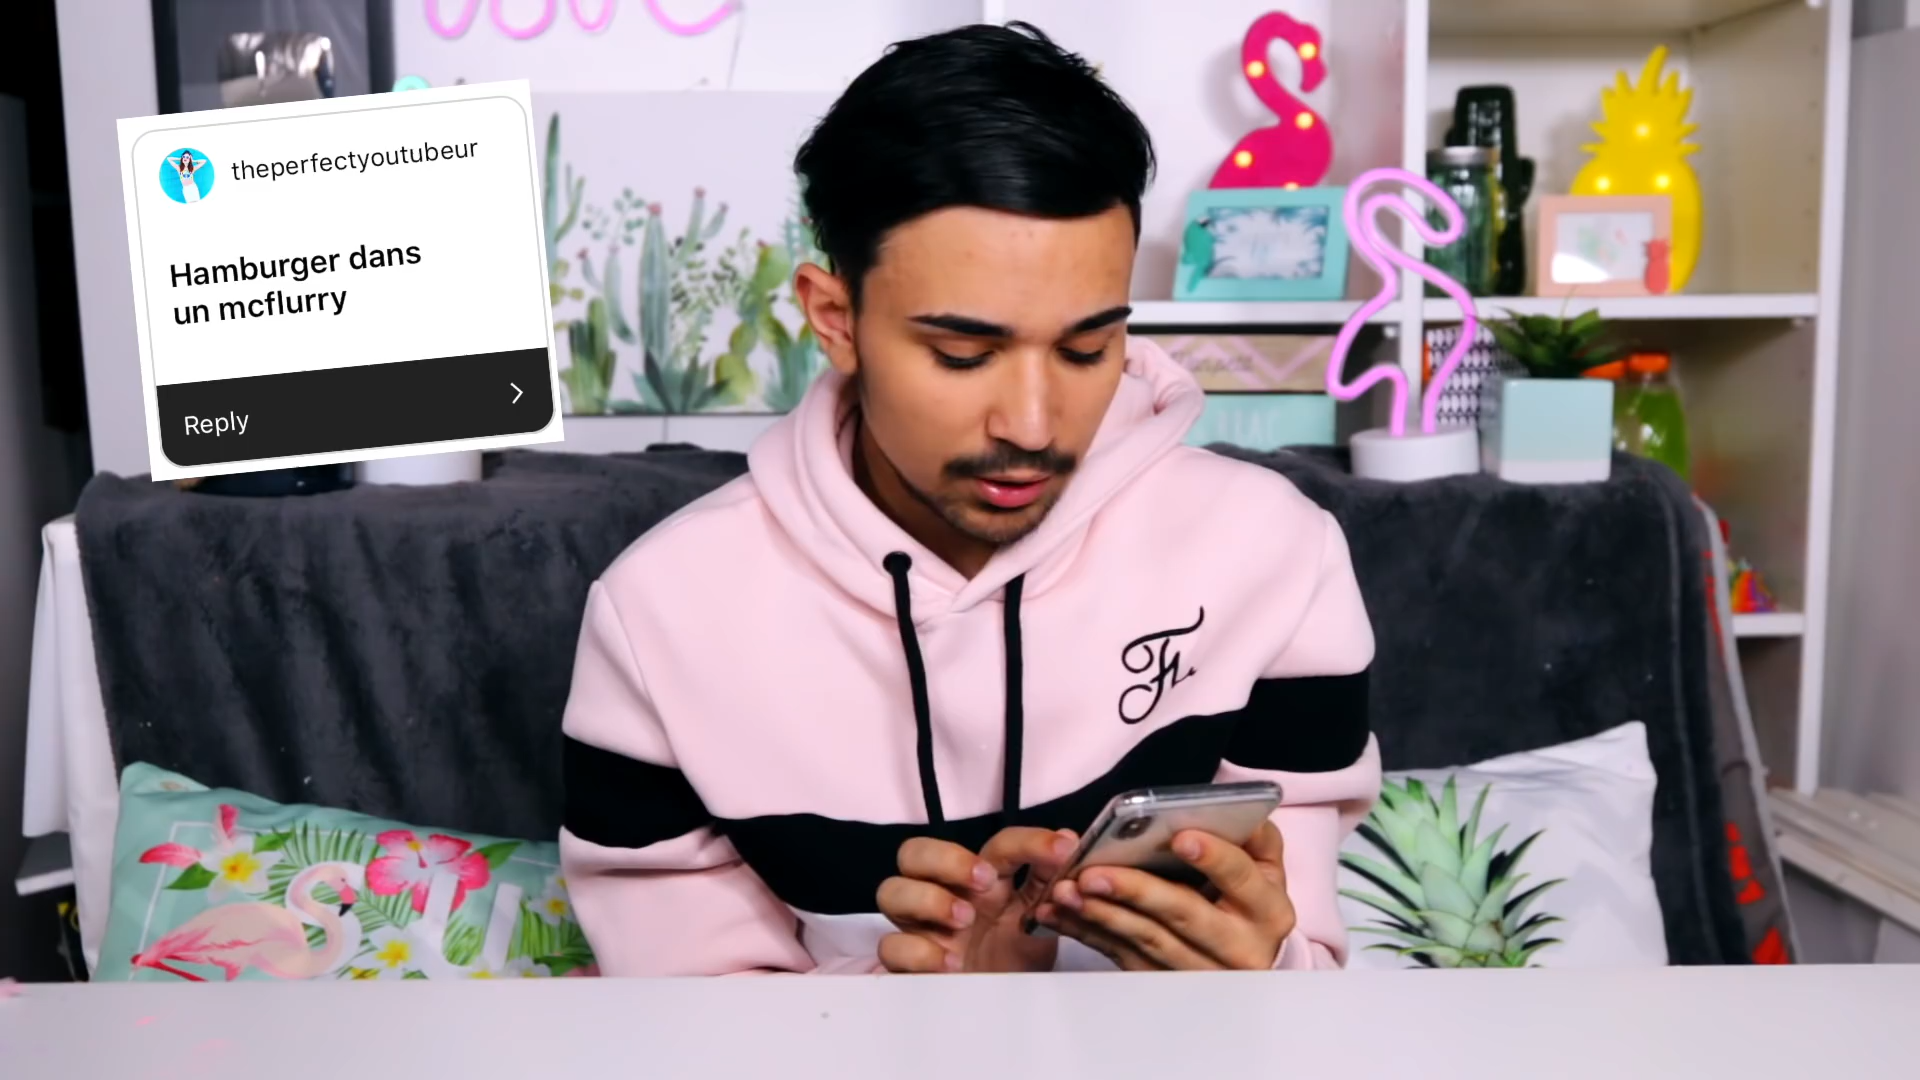 theperfectyoutubeur
Hamburger dans
un mcflurry
Reply